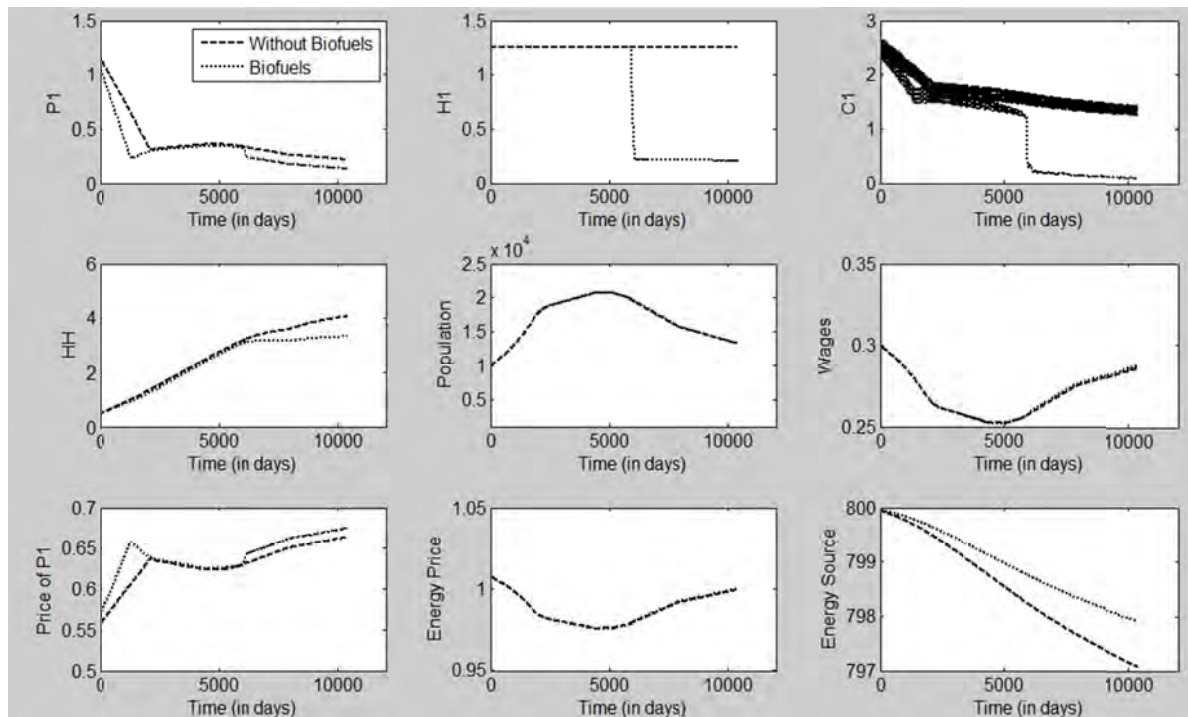 P1
1.5
1
0.5
0
Without Biofuels
Biofuels
0 5000 10000
Time (in days)
H1
1.5
1
0.5
0
0 5000 10000
Time (in days)
C1
3
2
1
0
0 5000 10000
Time (in days)
HH
6
4
2
0
0 5000 10000
Time (in days)
Population
x 10^4
2.5
2
1.5
1
0.5
0
0 5000 10000
Time (in days)
Wages
0.35
0.3
0.25
0 5000 10000
Time (in days)
Price of P1
0.7
0.65
0.6
0.55
0.5
0 5000 10000
Time (in days)
Energy Price
1.05
1
0.95
0 5000 10000
Time (in days)
Energy Source
800
799
798
797
0 5000 10000
Time (in days)